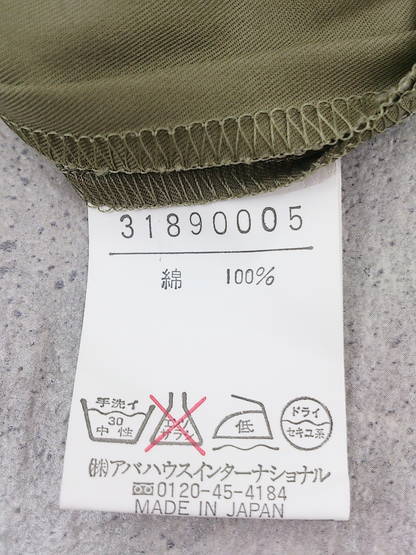 31890005
綿 100%
手洗イ
30
中性
エンソ
サラシ
低
ドライ
セキユ系
㈱アバハウスインターナショナル
0120-45-4184
MADE IN JAPAN